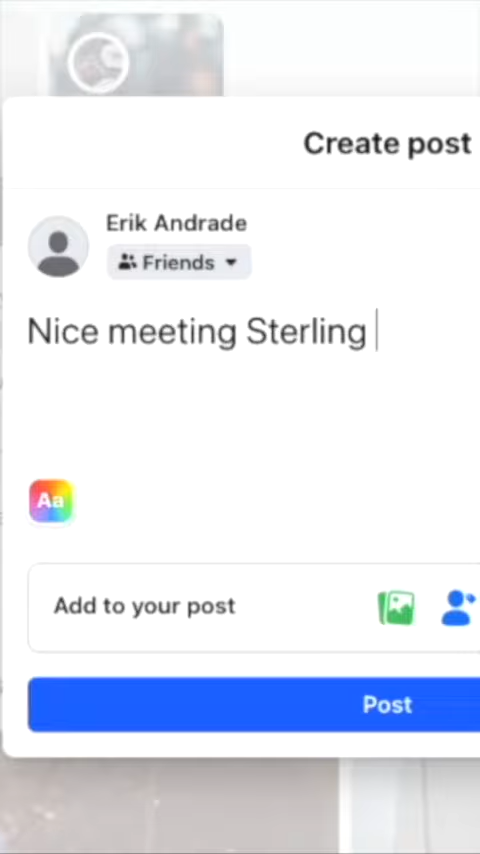 Create post
Erik Andrade
Friends
Nice meeting Sterling
Aa
Add to your post
Post